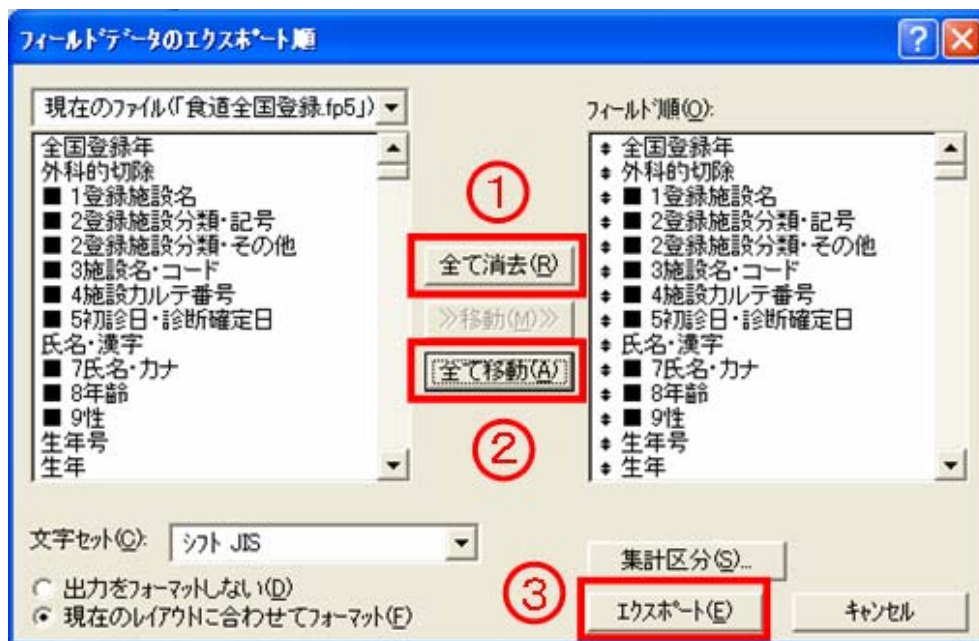 フィールドデータのエクスポート順
現在のファイル(「食道全国登録.fp5」)
全国登録年
外科的切除
■ 1登録施設名
■ 2登録施設分類・記号
■ 2登録施設分類・その他
■ 3施設名・コード
■ 4施設カルテ番号
■ 5初診日・診断確定日
氏名・漢字
■ 7氏名・カナ
■ 8年齢
■ 9性
生年号
生年
①
全て消去(R)
≫移動(M)≫
全て移動(A)
②
フィールド順(O):
全国登録年
外科的切除
■ 1登録施設名
■ 2登録施設分類・記号
■ 2登録施設分類・その他
■ 3施設名・コード
■ 4施設カルテ番号
■ 5初診日・診断確定日
氏名・漢字
■ 7氏名・カナ
■ 8年齢
■ 9性
生年号
生年
文字セット(C):
シフト JIS
出力をフォーマットしない(D)
現在のレイアウトに合わせてフォーマット(F)
集計区分(S)...
③
エクスポート(E)
キャンセル